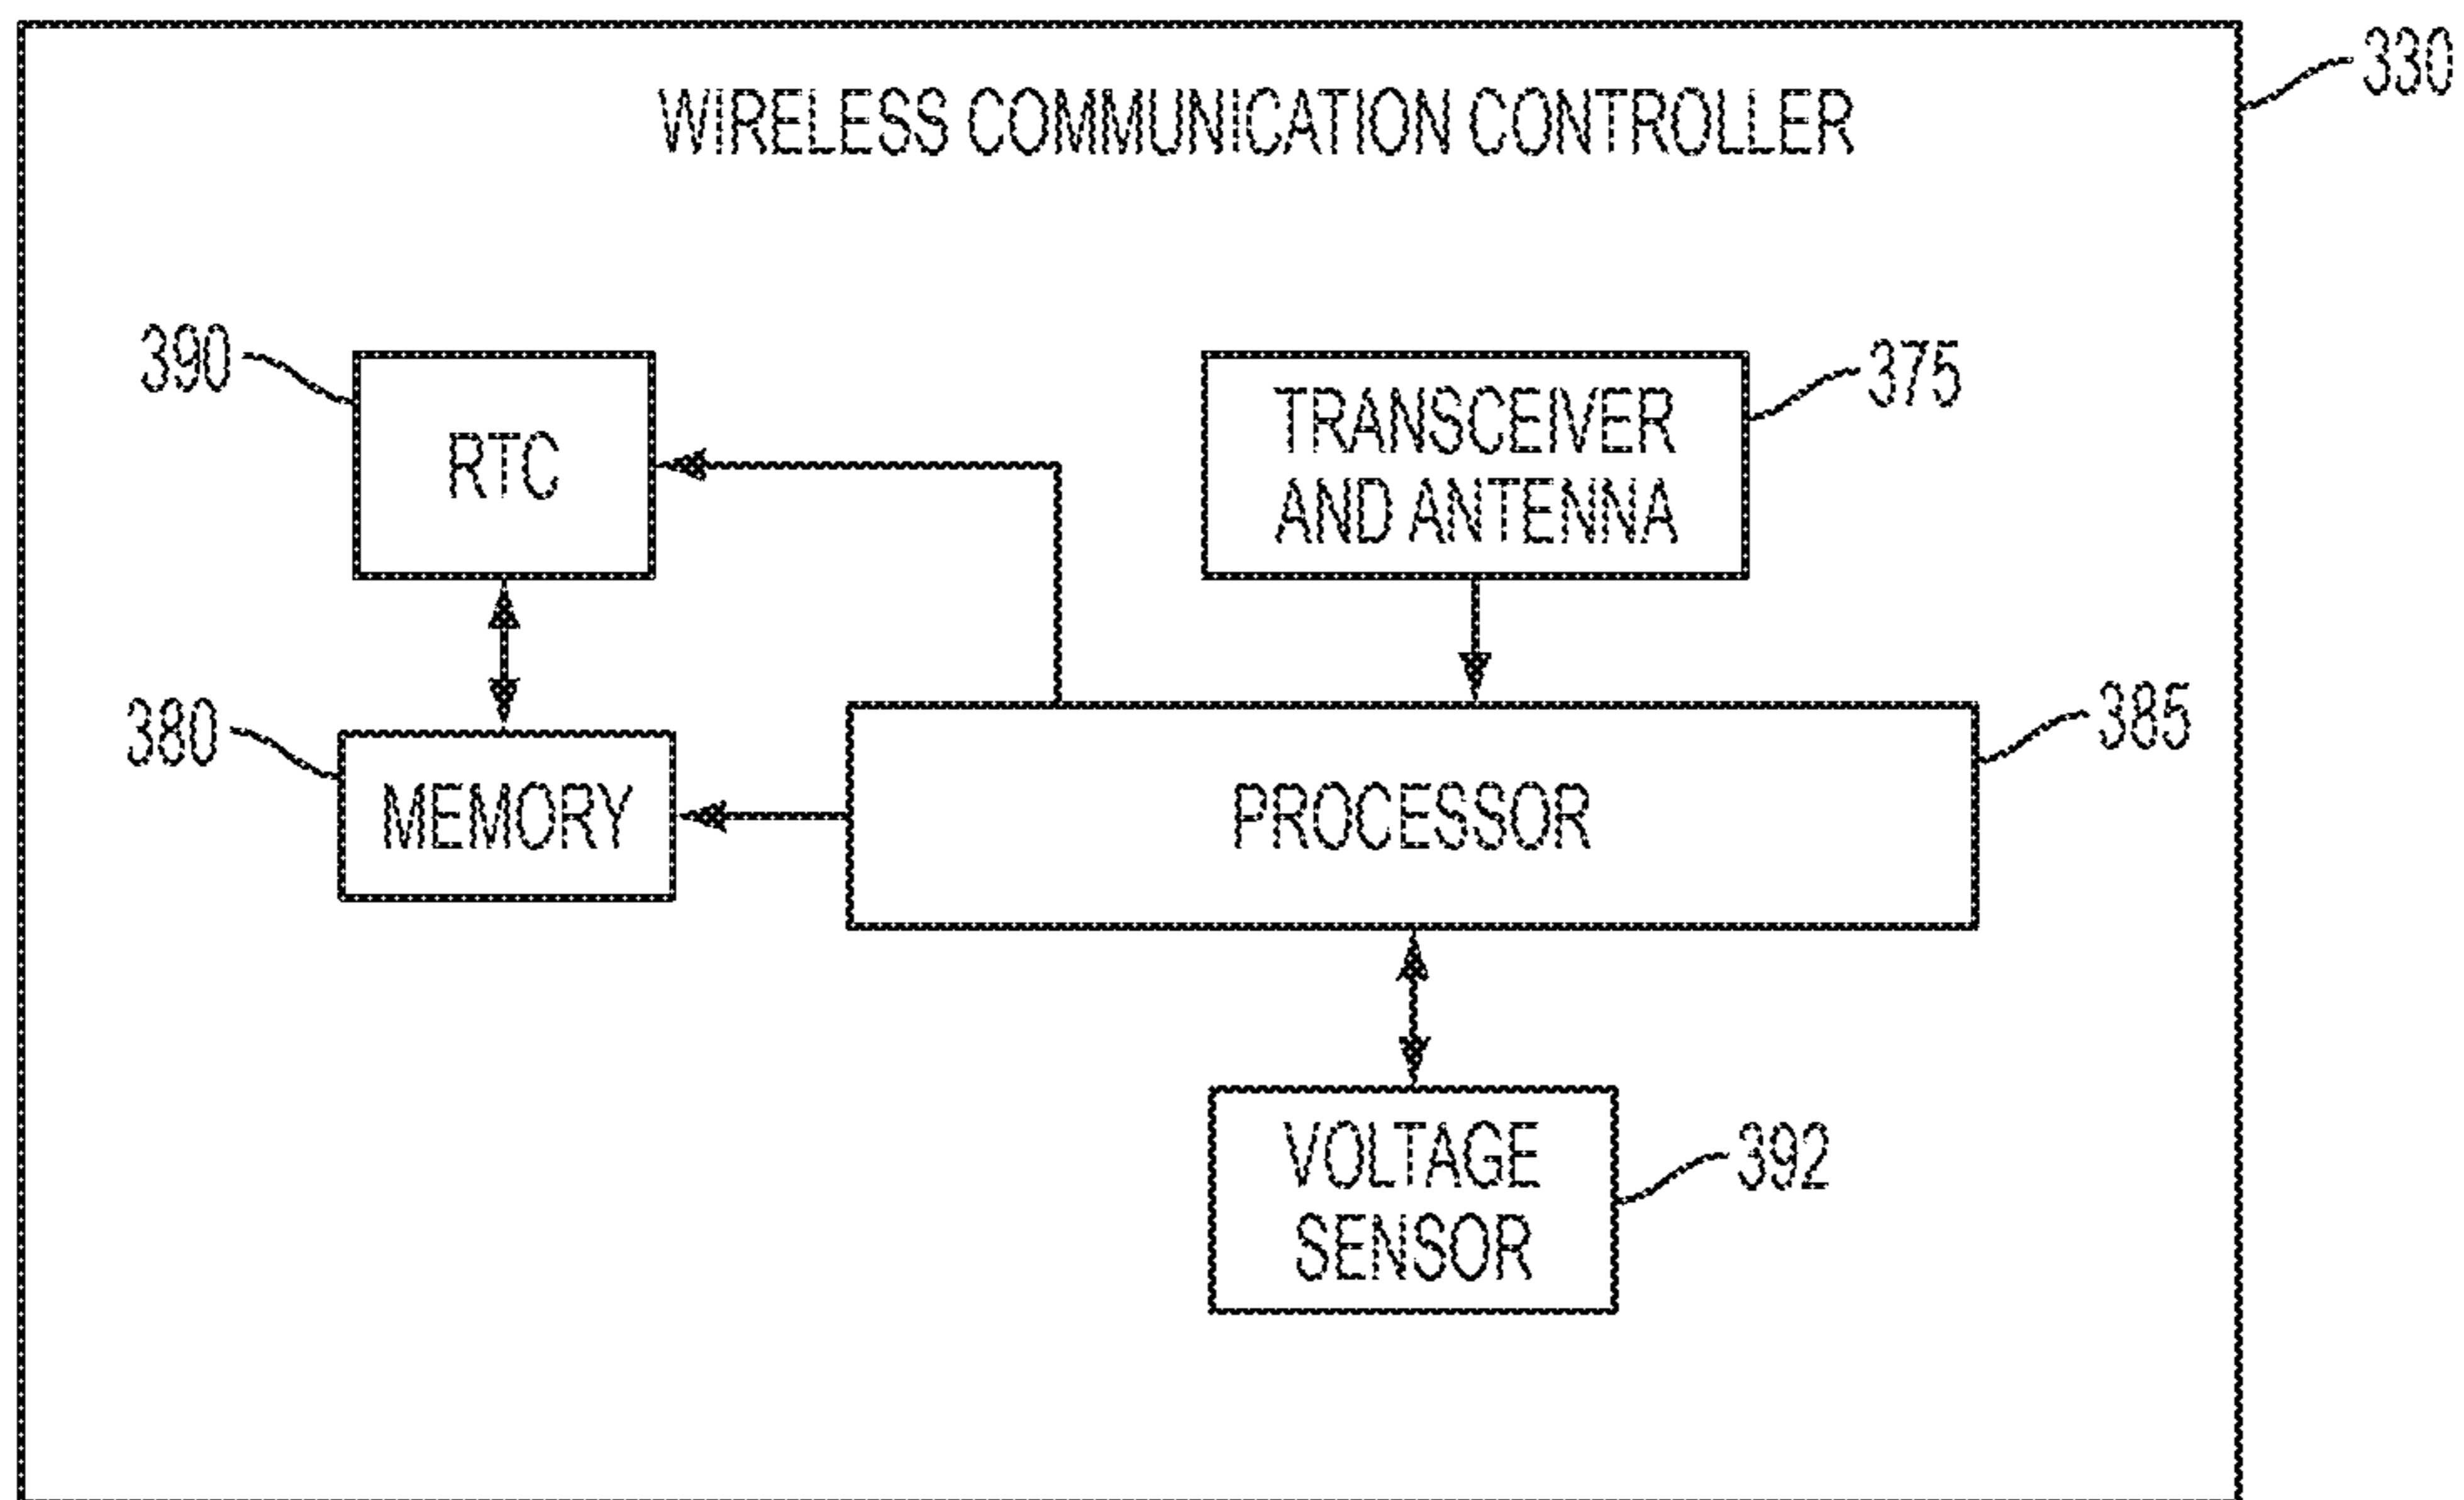 330
WIRELESS COMMUNICATION CONTROLLER
390
RTC
TRANSCEIVER
AND ANTENNA
375
380
MEMORY
PROCESSOR
385
VOLTAGE
SENSOR
392